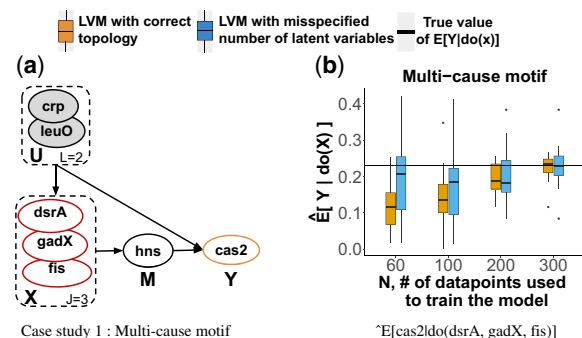 LVM with correct topology
LVM with misspecified number of latent variables
True value of E[Y|do(x)]
(a)
crp
leuO
U L=2
dsrA
gadX
fis
X J=3
hns
M
cas2
Y
Case study 1 : Multi-cause motif
(b)
Multi−cause motif
Ê[ Y | do(X) ]
0.4
0.3
0.2
0.1
0.0
60 100 200 300
N, # of datapoints used
to train the model
ˆE[cas2|do(dsrA, gadX, fis)]